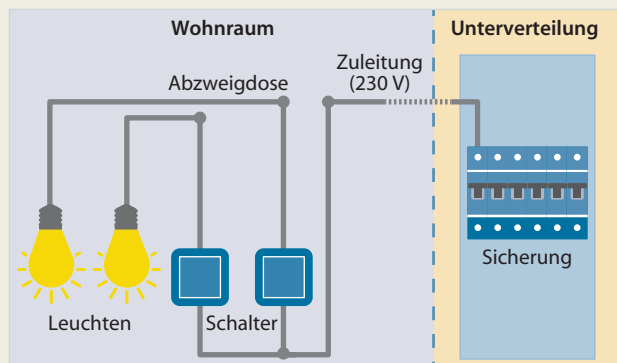 Wohnraum
Unterverteilung
Zuleitung
(230 V)
Abzweigdose
Sicherung
Leuchten
Schalter